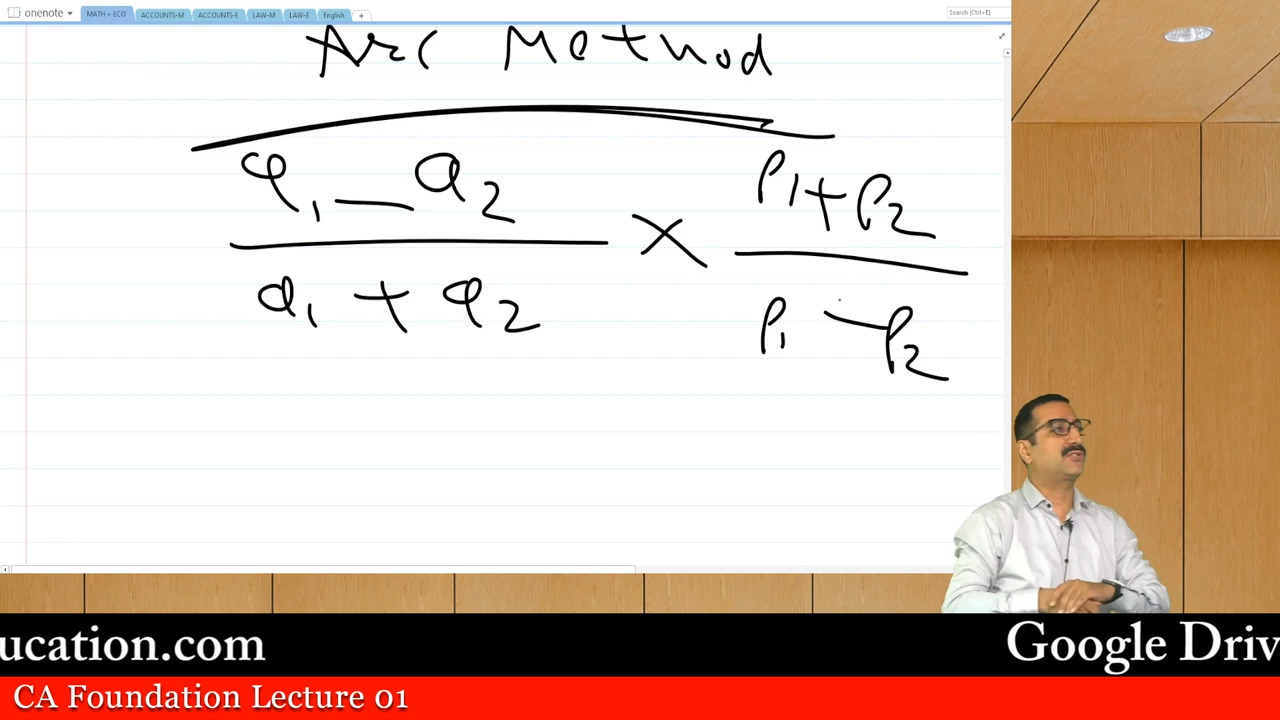 onenote MATH + ECO ACCOUNTS-M ACCOUNTS-E LAW-M LAW-E English + Search (Ctrl+E)
Arc Method
q1 — Q2 × P1 + P2
q1 + q2 P1 — P2
ucation.com Google Driv
CA Foundation Lecture 01